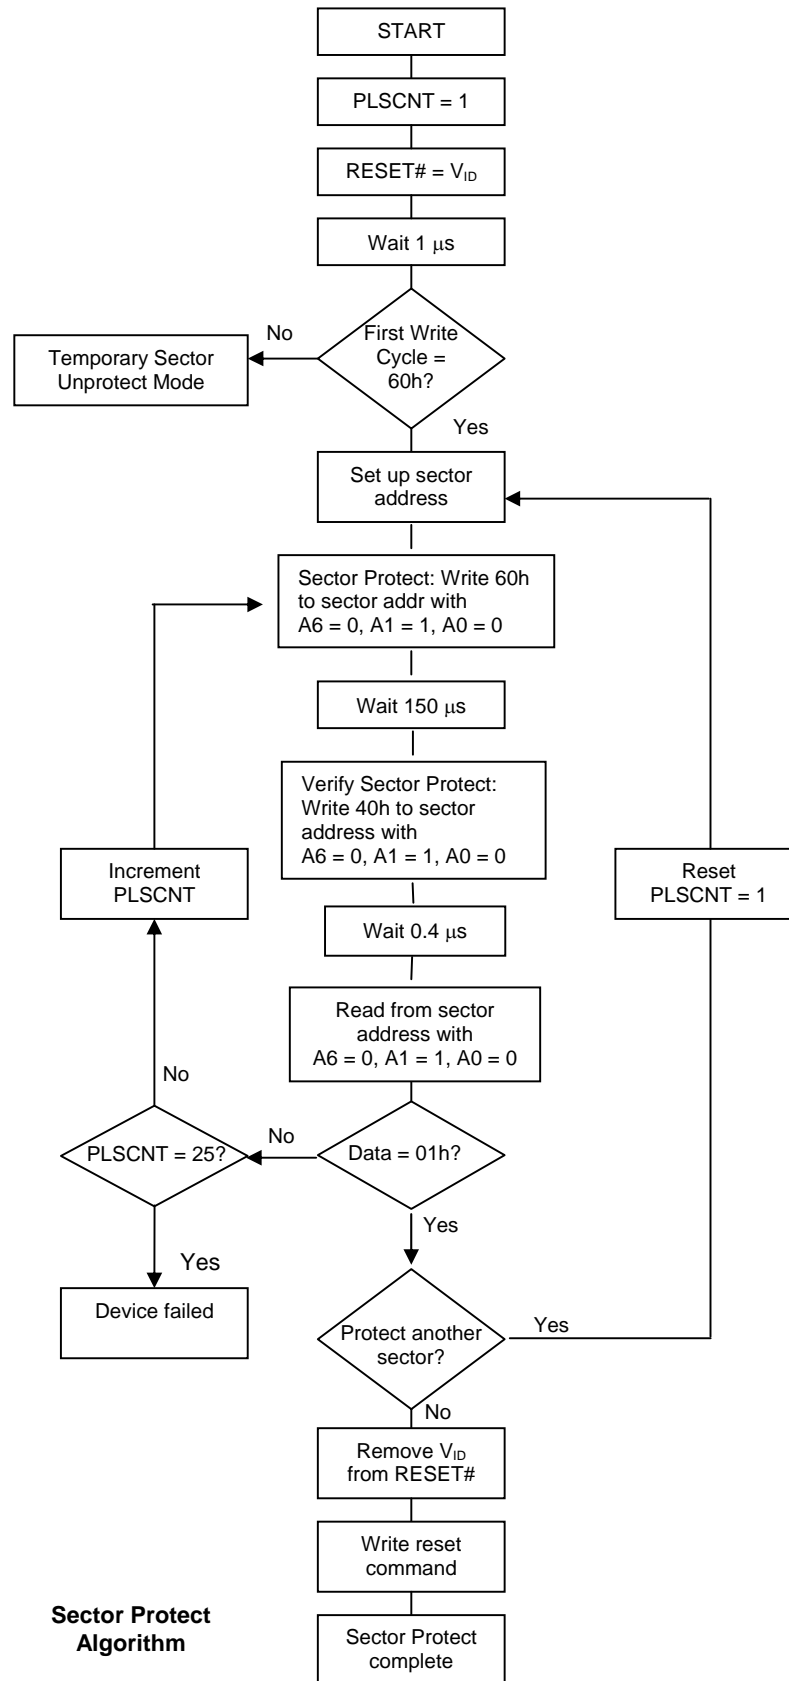 START
PLSCNT = 1
RESET# = VID
Wait 1 μs
First Write
Cycle =
60h?
No
Temporary Sector
Unprotect Mode
Yes
Set up sector
address
Sector Protect: Write 60h
to sector addr with
A6 = 0, A1 = 1, A0 = 0
Wait 150 μs
Verify Sector Protect:
Write 40h to sector
address with
A6 = 0, A1 = 1, A0 = 0
Increment
PLSCNT
Reset
PLSCNT = 1
Wait 0.4 μs
Read from sector
address with
A6 = 0, A1 = 1, A0 = 0
No
PLSCNT = 25?
No
Data = 01h?
Yes
Yes
Device failed
Protect another
sector?
Yes
No
Remove VID
from RESET#
Write reset
command
Sector Protect
Algorithm
Sector Protect
complete